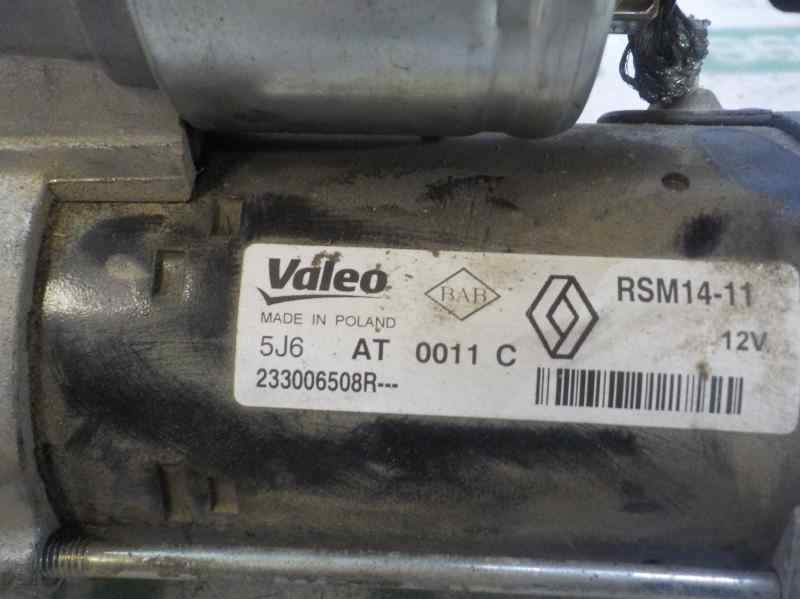 Valeo
BAB
RSM14-11
MADE IN POLAND
12V
5J6 AT 0011 C
233006508R---